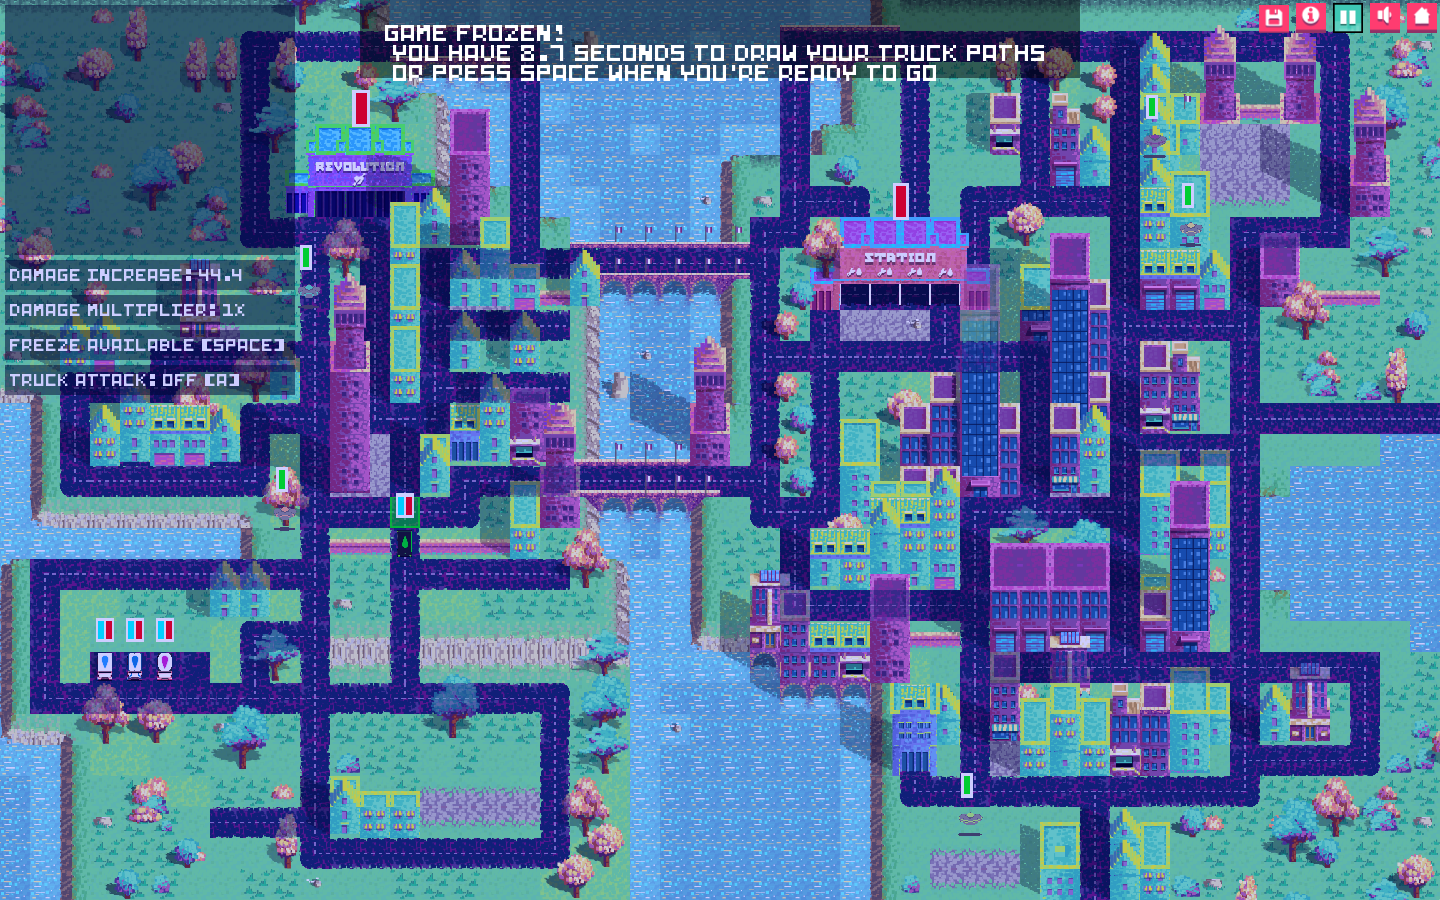 GAME FROZEN!
YOU HAVE 8.7 SECONDS TO DRAW YOUR TRUCK PATHS
OR PRESS SPACE WHEN YOU'RE READY TO GO
REVOLUTION
STATION
DAMAGE INCREASE: 44.4
DAMAGE MULTIPLIER: 1X
FREEZE AVAILABLE [SPACE]
TRUCK ATTACK: OFF [A]